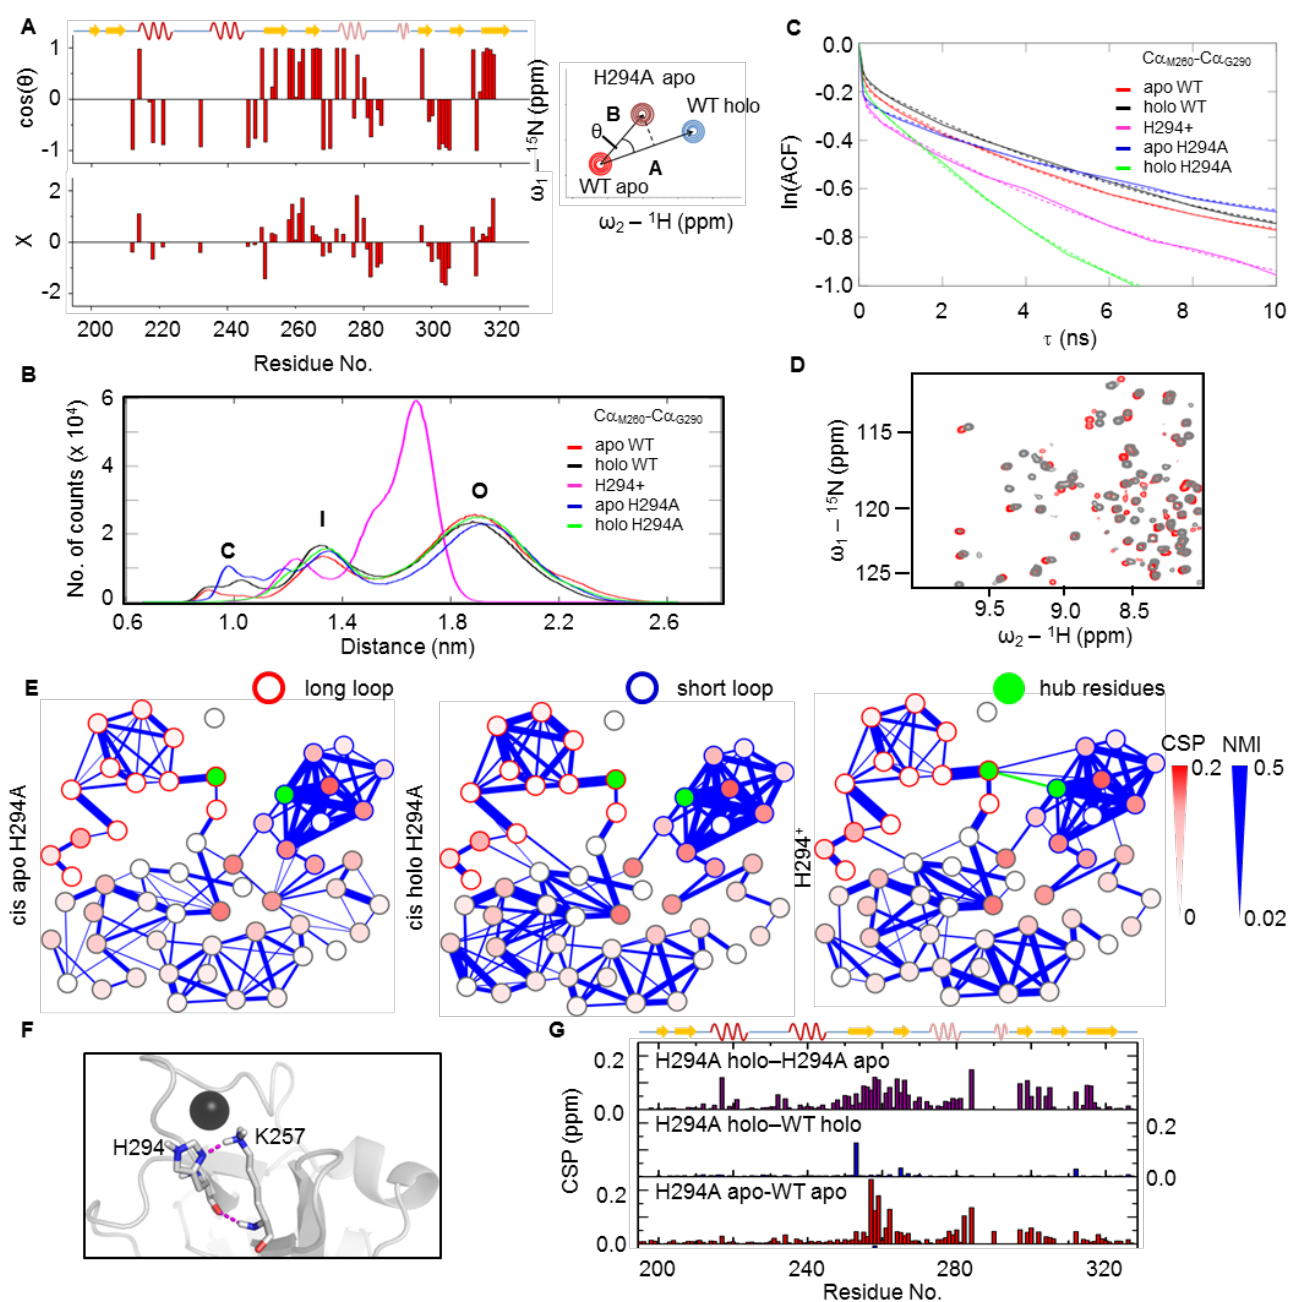 A
cos(θ)
1
0
-1
X
2
0
-2
200 220 240 260 280 300 320
Residue No.
ω1 – 15N (ppm)
H294A apo
WT holo
B
θ
A
WT apo
ω2 – 1H (ppm)
C
ln(ACF)
0.0
-0.2
-0.4
-0.6
-0.8
-1.0
0 2 4 6 8 10
τ (ns)
CαM260-CαG290
apo WT
holo WT
H294+
apo H294A
holo H294A
B
No. of counts (x 10⁴)
6
4
2
0
0.6 1.0 1.4 1.8 2.2 2.6
Distance (nm)
C
I
O
CαM260-CαG290
apo WT
holo WT
H294+
apo H294A
holo H294A
D
ω1 – 15N (ppm)
115
120
125
9.5 9.0 8.5
ω2 – 1H (ppm)
E
long loop
short loop
hub residues
cis apo H294A
cis holo H294A
H294+
CSP
NMI
0.2
0.5
0
0.02
F
H294
K257
G
CSP (ppm)
0.2
0.0
H294A holo–H294A apo
H294A holo–WT holo
0.2
0.0
H294A apo-WT apo
0.2
0.0
200 240 280 320
Residue No.